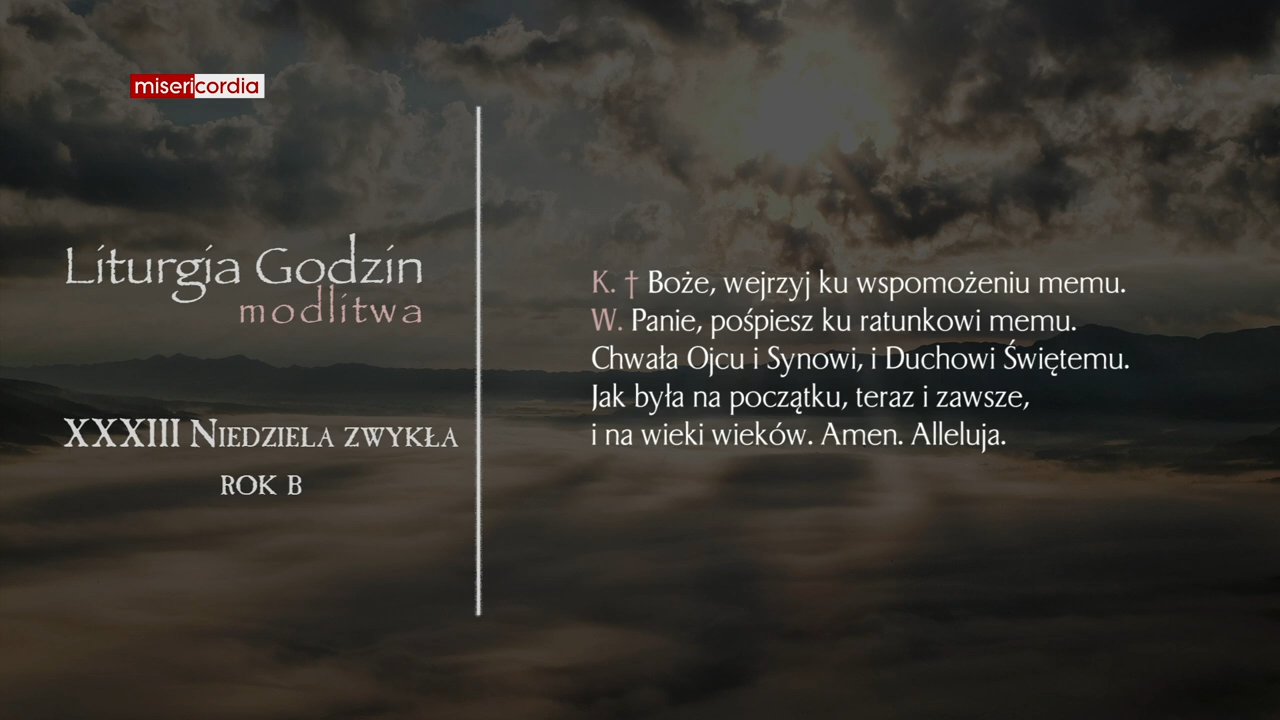 misericordia
Liturgia Godzin
modlitwa
XXXIII Niedziela zwykła
rok B
K. † Boże, wejrzyj ku wspomożeniu memu.
W. Panie, pośpiesz ku ratunkowi memu.
Chwała Ojcu i Synowi, i Duchowi Świętemu.
Jak była na początku, teraz i zawsze,
i na wieki wieków. Amen. Alleluja.